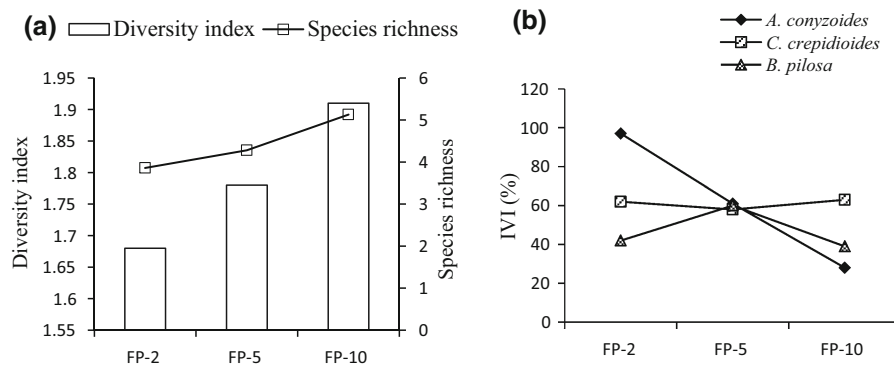 (a)
Diversity index
Species richness
1.95
1.9
1.85
1.8
1.75
1.7
1.65
1.6
1.55
Diversity index
6
5
4
3
2
1
0
Species richness
FP-2
FP-5
FP-10
(b)
A. conyzoides
C. crepidioides
B. pilosa
120
100
80
60
40
20
0
IVI (%)
FP-2
FP-5
FP-10